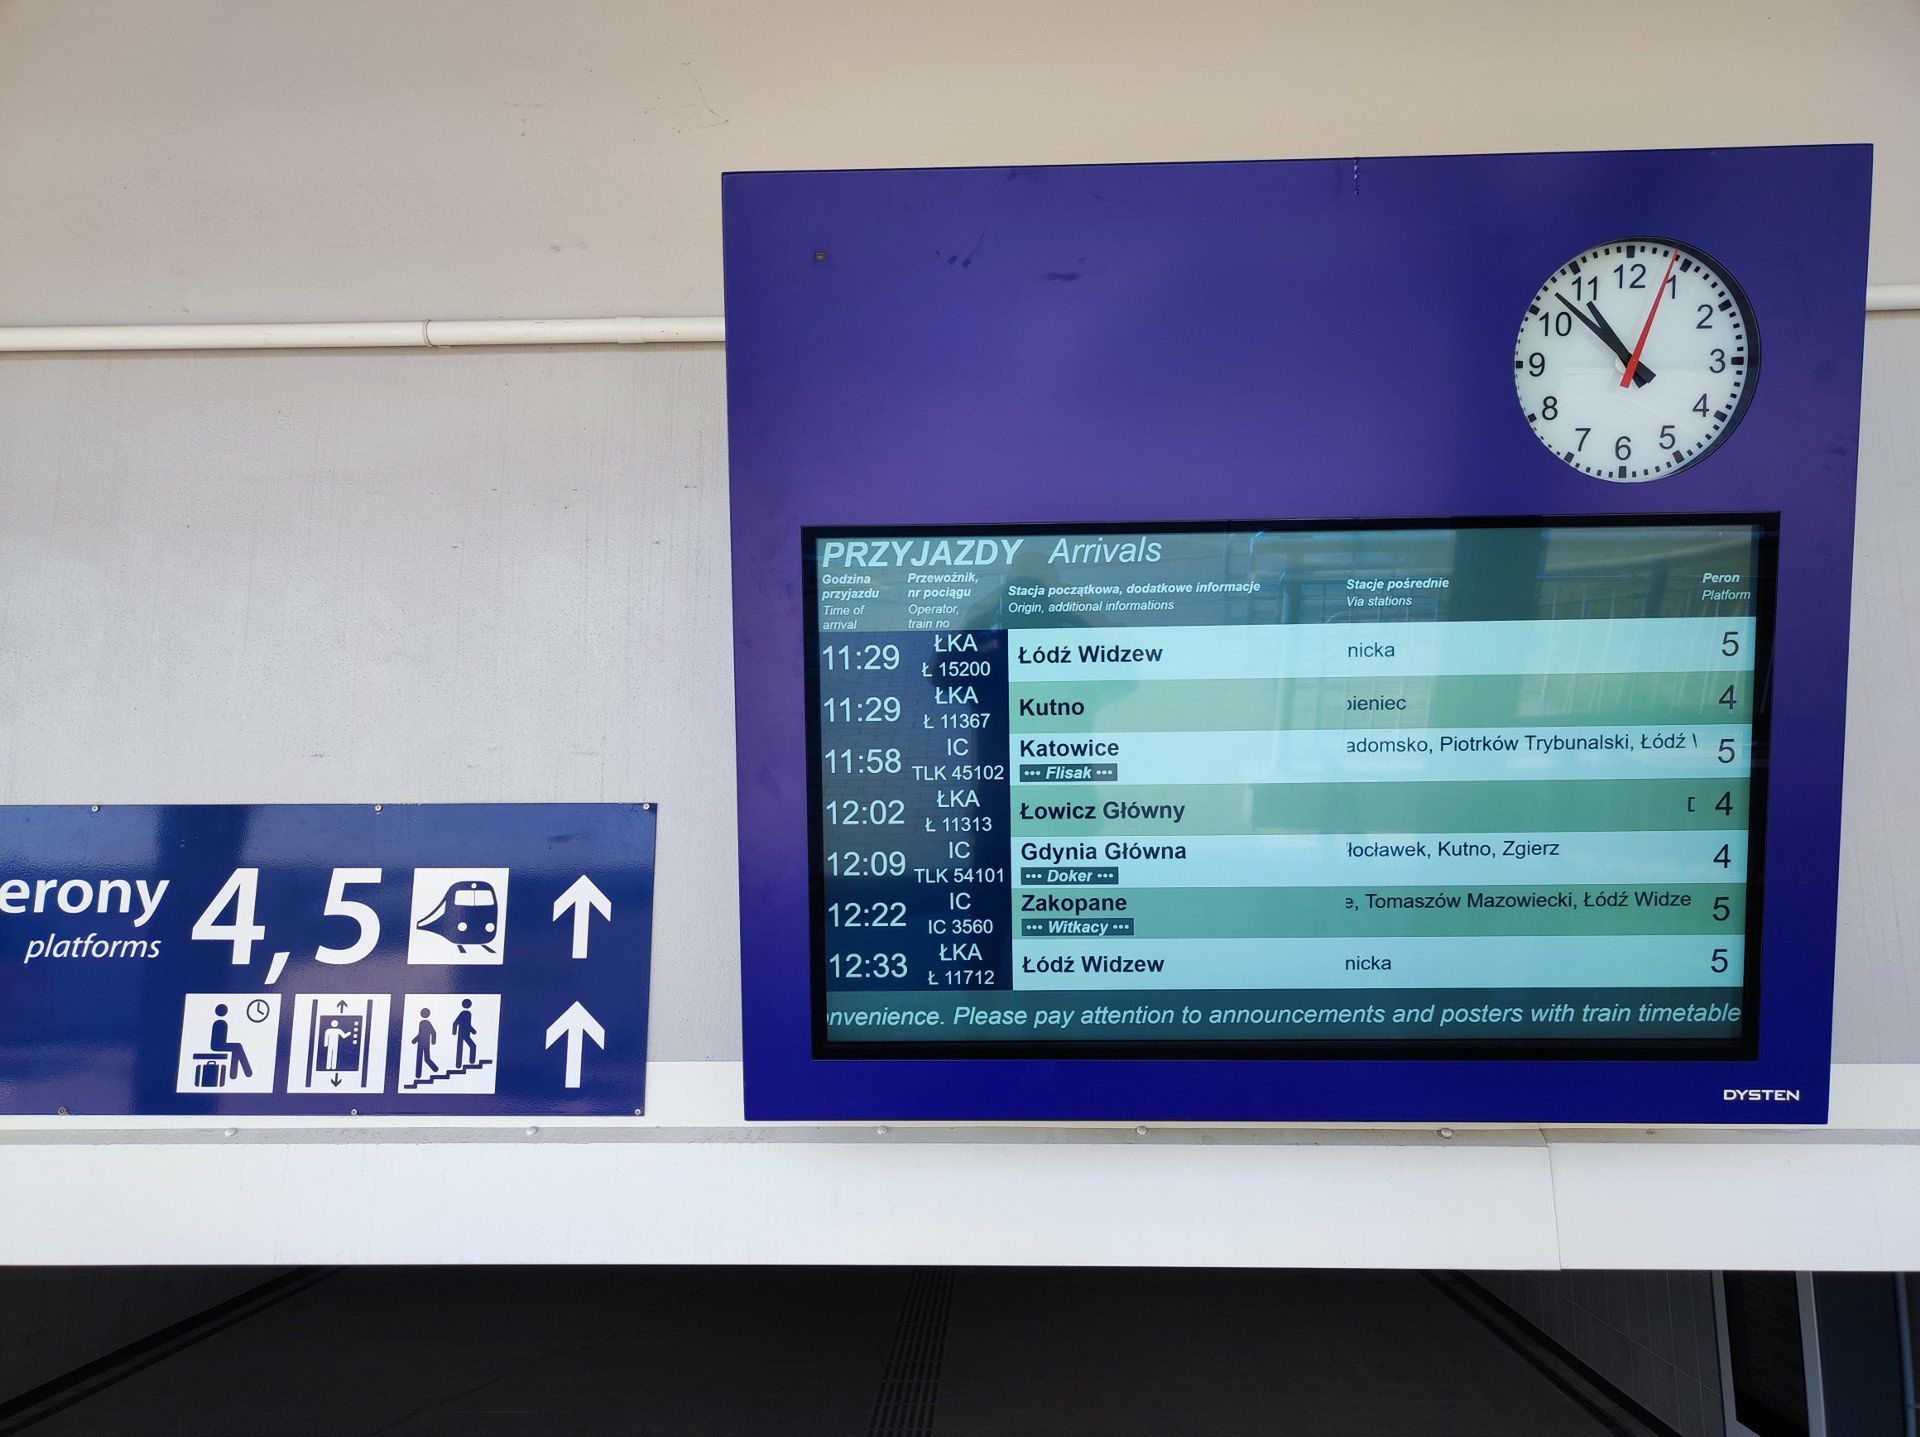 12
1
2
3
4
5
6
7
8
9
10
11
PRZYJAZDY Arrivals
Godzina przyjazdu
Time of arrival
Przewoźnik, nr pociągu
Operator, train no
Stacja początkowa, dodatkowe informacje
Origin, additional informations
Stacje pośrednie
Via stations
Peron
Platform
11:29 ŁKA Ł 15200 Łódź Widzew nicka 5
11:29 ŁKA Ł 11367 Kutno pieniec 4
11:58 IC TLK 45102 Katowice ••• Flisak ••• adomsko, Piotrków Trybunalski, Łódź 5
12:02 ŁKA Ł 11313 Łowicz Główny 4
12:09 IC TLK 54101 Gdynia Główna ••• Doker ••• łocławek, Kutno, Zgierz 4
12:22 IC IC 3560 Zakopane ••• Witkacy ••• e, Tomaszów Mazowiecki, Łódź Widze 5
12:33 ŁKA Ł 11712 Łódź Widzew nicka 5
onvenience. Please pay attention to announcements and posters with train timetable
DYSTEN
erony 4, 5
platforms